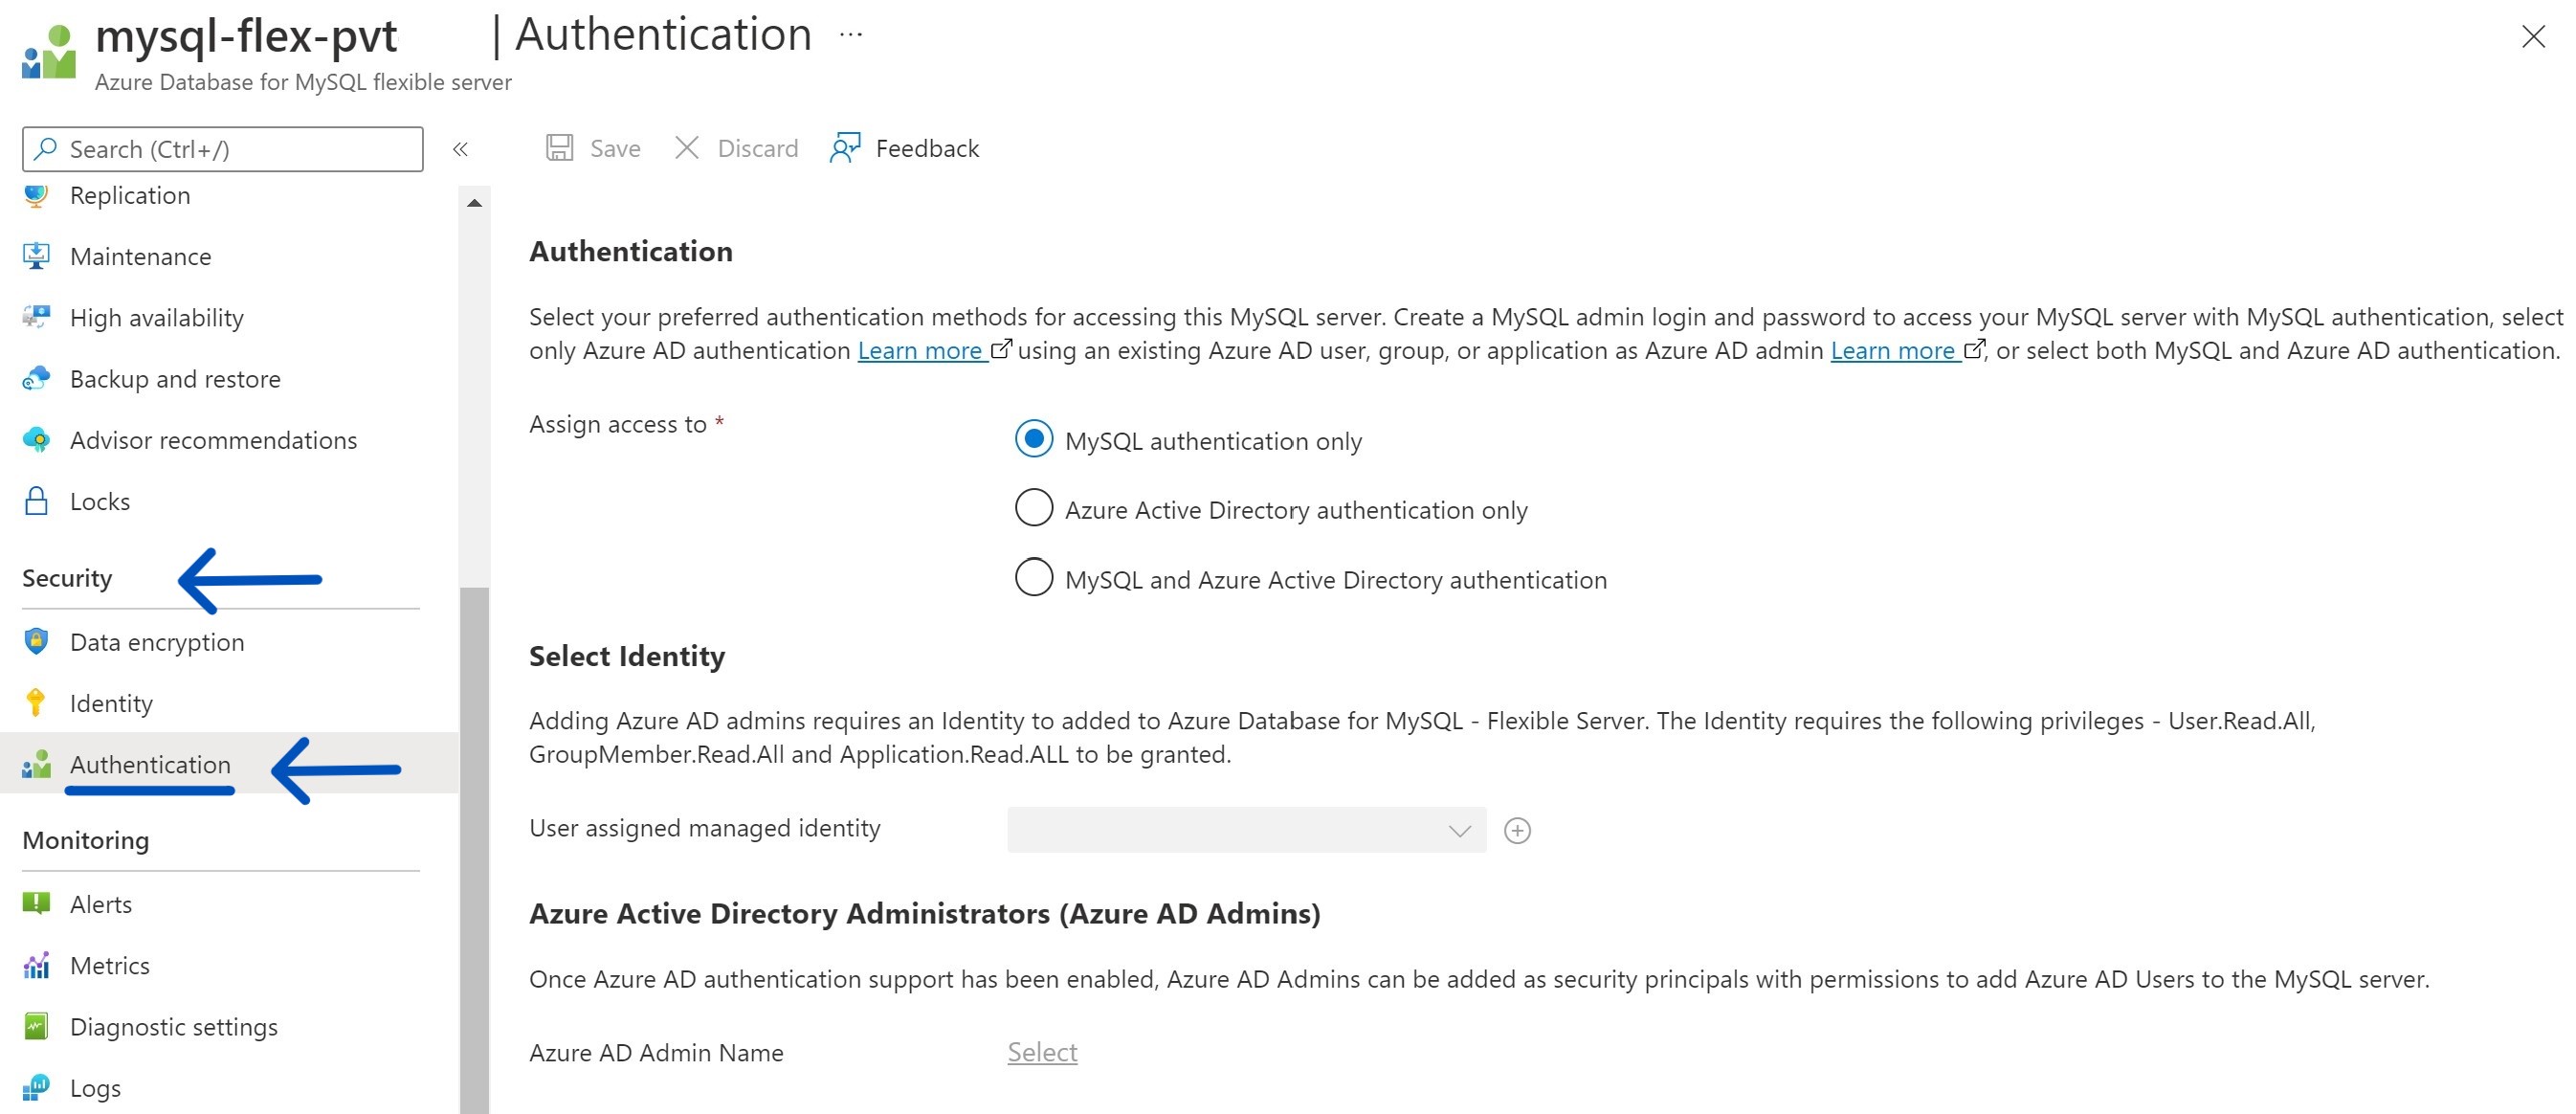 mysql-flex-pvt | Authentication ...
Azure Database for MySQL flexible server
Search (Ctrl+/)
«
Save
Discard
Feedback
Replication
Maintenance
High availability
Backup and restore
Advisor recommendations
Locks
Security
Data encryption
Identity
Authentication
Monitoring
Alerts
Metrics
Diagnostic settings
Logs
Authentication
Select your preferred authentication methods for accessing this MySQL server. Create a MySQL admin login and password to access your MySQL server with MySQL authentication, select
only Azure AD authentication Learn more using an existing Azure AD user, group, or application as Azure AD admin Learn more , or select both MySQL and Azure AD authentication.
Assign access to *
MySQL authentication only
Azure Active Directory authentication only
MySQL and Azure Active Directory authentication
Select Identity
Adding Azure AD admins requires an Identity to added to Azure Database for MySQL - Flexible Server. The Identity requires the following privileges - User.Read.All,
GroupMember.Read.All and Application.Read.ALL to be granted.
User assigned managed identity
Azure Active Directory Administrators (Azure AD Admins)
Once Azure AD authentication support has been enabled, Azure AD Admins can be added as security principals with permissions to add Azure AD Users to the MySQL server.
Azure AD Admin Name
Select